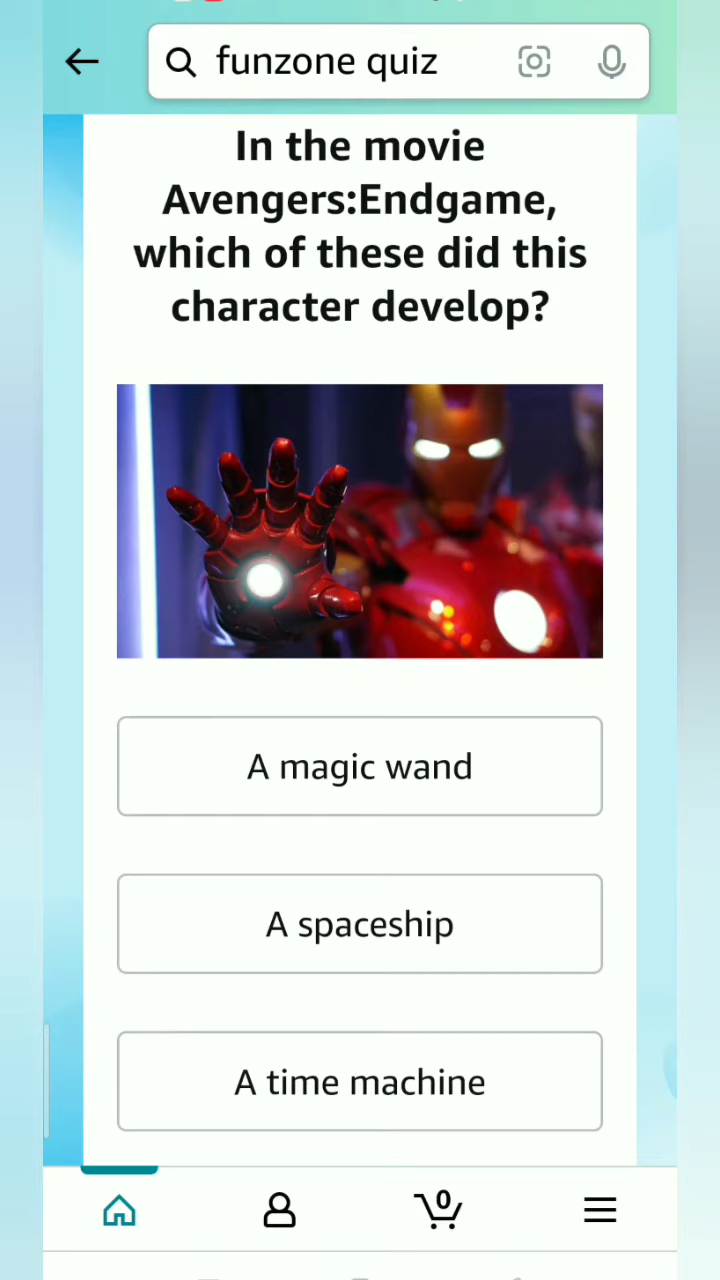 funzone quiz
In the movie
Avengers:Endgame,
which of these did this
character develop?
A magic wand
A spaceship
A time machine
0